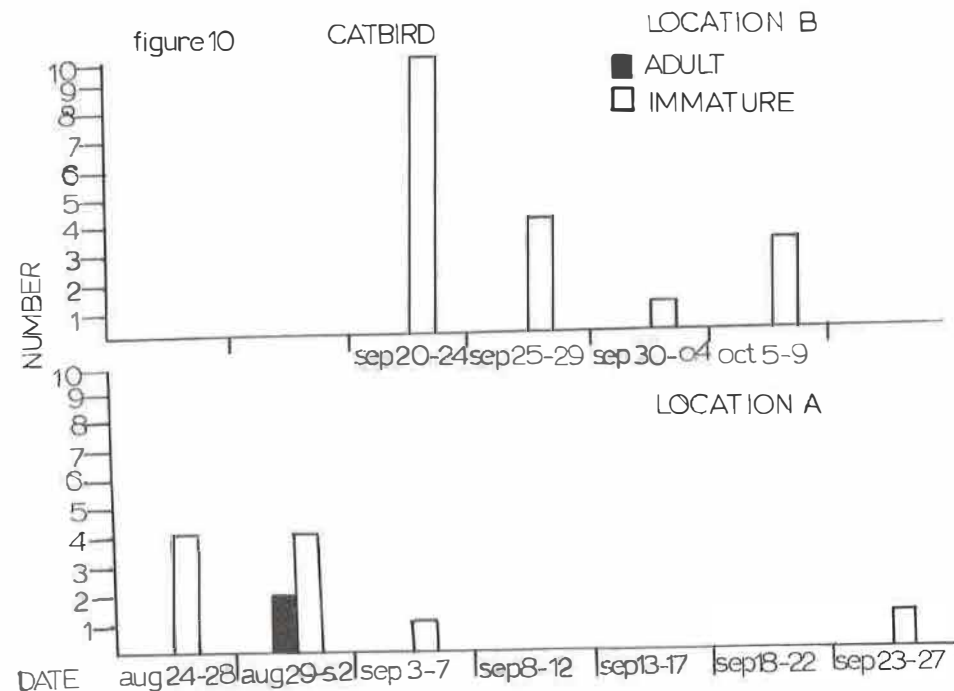 figure 10 CATBIRD LOCATION B
ADULT
IMMATURE
10
9
8
7
6
5
4
3
2
1
NUMBER
sep 20-24 sep 25-29 sep 30-04 oct 5-9
LOCATION A
10
9
8
7
6
5
4
3
2
1
DATE aug 24-28 aug 29-s2 sep 3-7 sep 8-12 sep 13-17 sep 18-22 sep 23-27